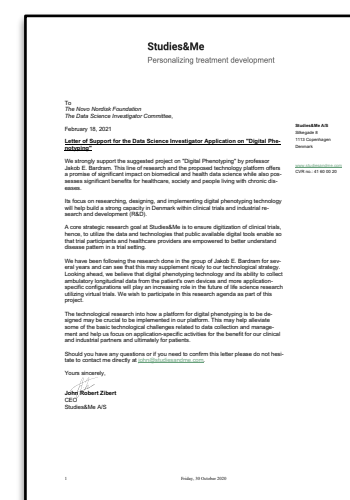 Studies&Me
Personalizing treatment development
To
The Novo Nordisk Foundation
The Data Science Investigator Committee,
February 18, 2021
Studies&Me A/S
Silkegade 8
1113 Copenhagen
Denmark
www.studiesandme.com
CVR no.: 41 60 00 20
Letter of Support for the Data Science Investigator Application on "Digital Phe-
notyping"
We strongly support the suggested project on "Digital Phenotyping" by professor
Jakob E. Bardram. This line of research and the proposed technology platform offers
a promise of significant impact on biomedical and health data science while also pos-
sesses significant benefits for healthcare, society and people living with chronic dis-
eases.
Its focus on researching, designing, and implementing digital phenotyping technology
will help build a strong capacity in Denmark within clinical trials and industrial re-
search and development (R&D).
A core strategic research goal at Studies&Me is to ensure digitization of clinical trials,
hence, to utilize the data and technologies that public available digital tools enable so
that trial participants and healthcare providers are empowered to better understand
disease pattern in a trial setting.
We have been following the research done in the group of Jakob E. Bardram for sev-
eral years and can see that this may supplement nicely to our technological strategy.
Looking ahead, we believe that digital phenotyping technology and its ability to collect
ambulatory longitudinal data from the patient's own devices and more application-
specific configurations will play an increasing role in the future of life science research
utilizing virtual trials. We wish to participate in this research agenda as part of this
project.
The technological research into how a platform for digital phenotyping is to be de-
signed may be crucial to be implemented in our platform. This may help alleviate
some of the basic technological challenges related to data collection and manage-
ment and help us focus on application-specific activities for the benefit for our clinical
and industrial partners and ultimately for patients.
Should you have any questions or if you need to confirm this letter please do not hesi-
tate to contact me directly at john@studiesandme.com.
Yours sincerely,
John Robert Zibert
CEO
Studies&Me A/S
1
Friday, 30 October 2020